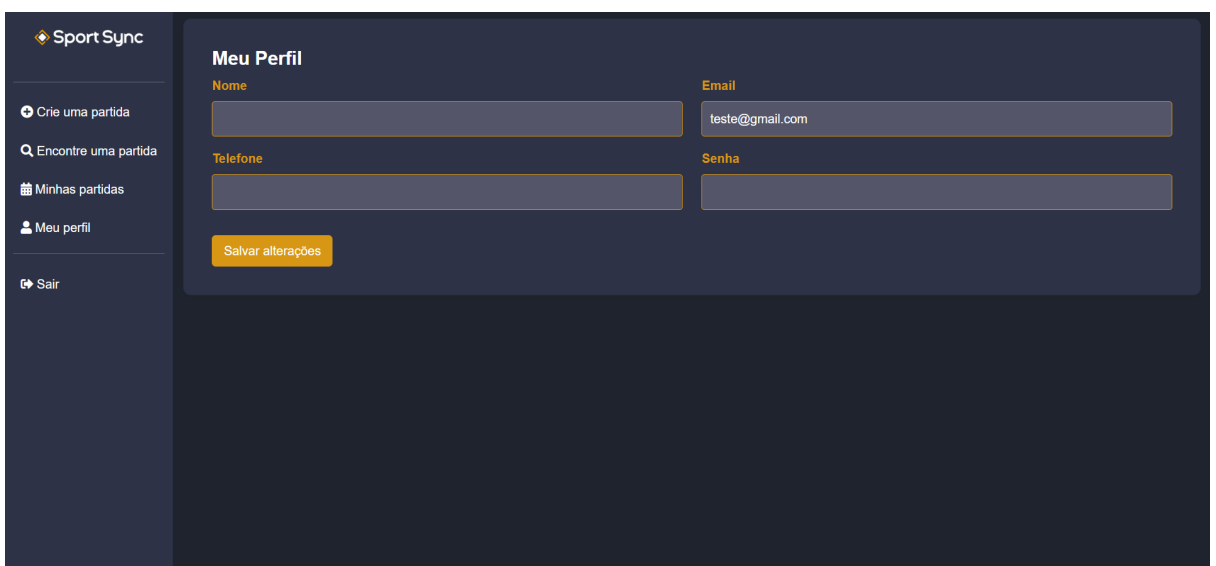 Sport Sync
Crie uma partida
Encontre uma partida
Minhas partidas
Meu perfil
Sair
Meu Perfil
Nome
Email
teste@gmail.com
Telefone
Senha
Salvar alterações